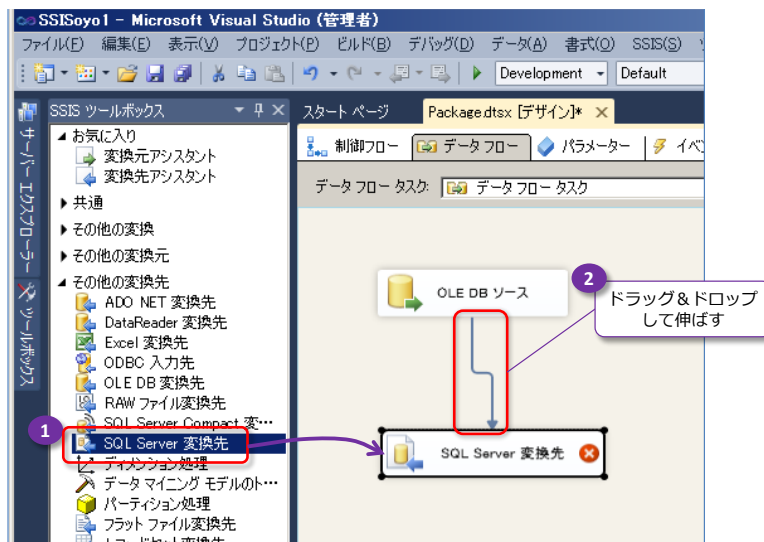 SSISoyo1 - Microsoft Visual Studio (管理者)
ファイル(F) 編集(E) 表示(V) プロジェクト(P) ビルド(B) デバッグ(D) データ(A) 書式(O) SSIS(S)
Development Default
SSIS ツールボックス
スタート ページ Package.dtsx [デザイン]*
サーバー エクスプローラー
ツールボックス
お気に入り
変換元アシスタント
変換先アシスタント
共通
その他の変換
その他の変換元
その他の変換先
ADO NET 変換先
DataReader 変換先
Excel 変換先
ODBC 入力先
OLE DB 変換先
RAW ファイル変換先
SQL Server Compact 変…
SQL Server 変換先
ディメンション処理
データ マイニング モデルのト…
パーティション処理
フラット ファイル変換先
レコードセット変換先
制御フロー データ フロー パラメーター イベ
データ フロー タスク: データ フロー タスク
OLE DB ソース
2
ドラッグ＆ドロップ
して伸ばす
1
SQL Server 変換先